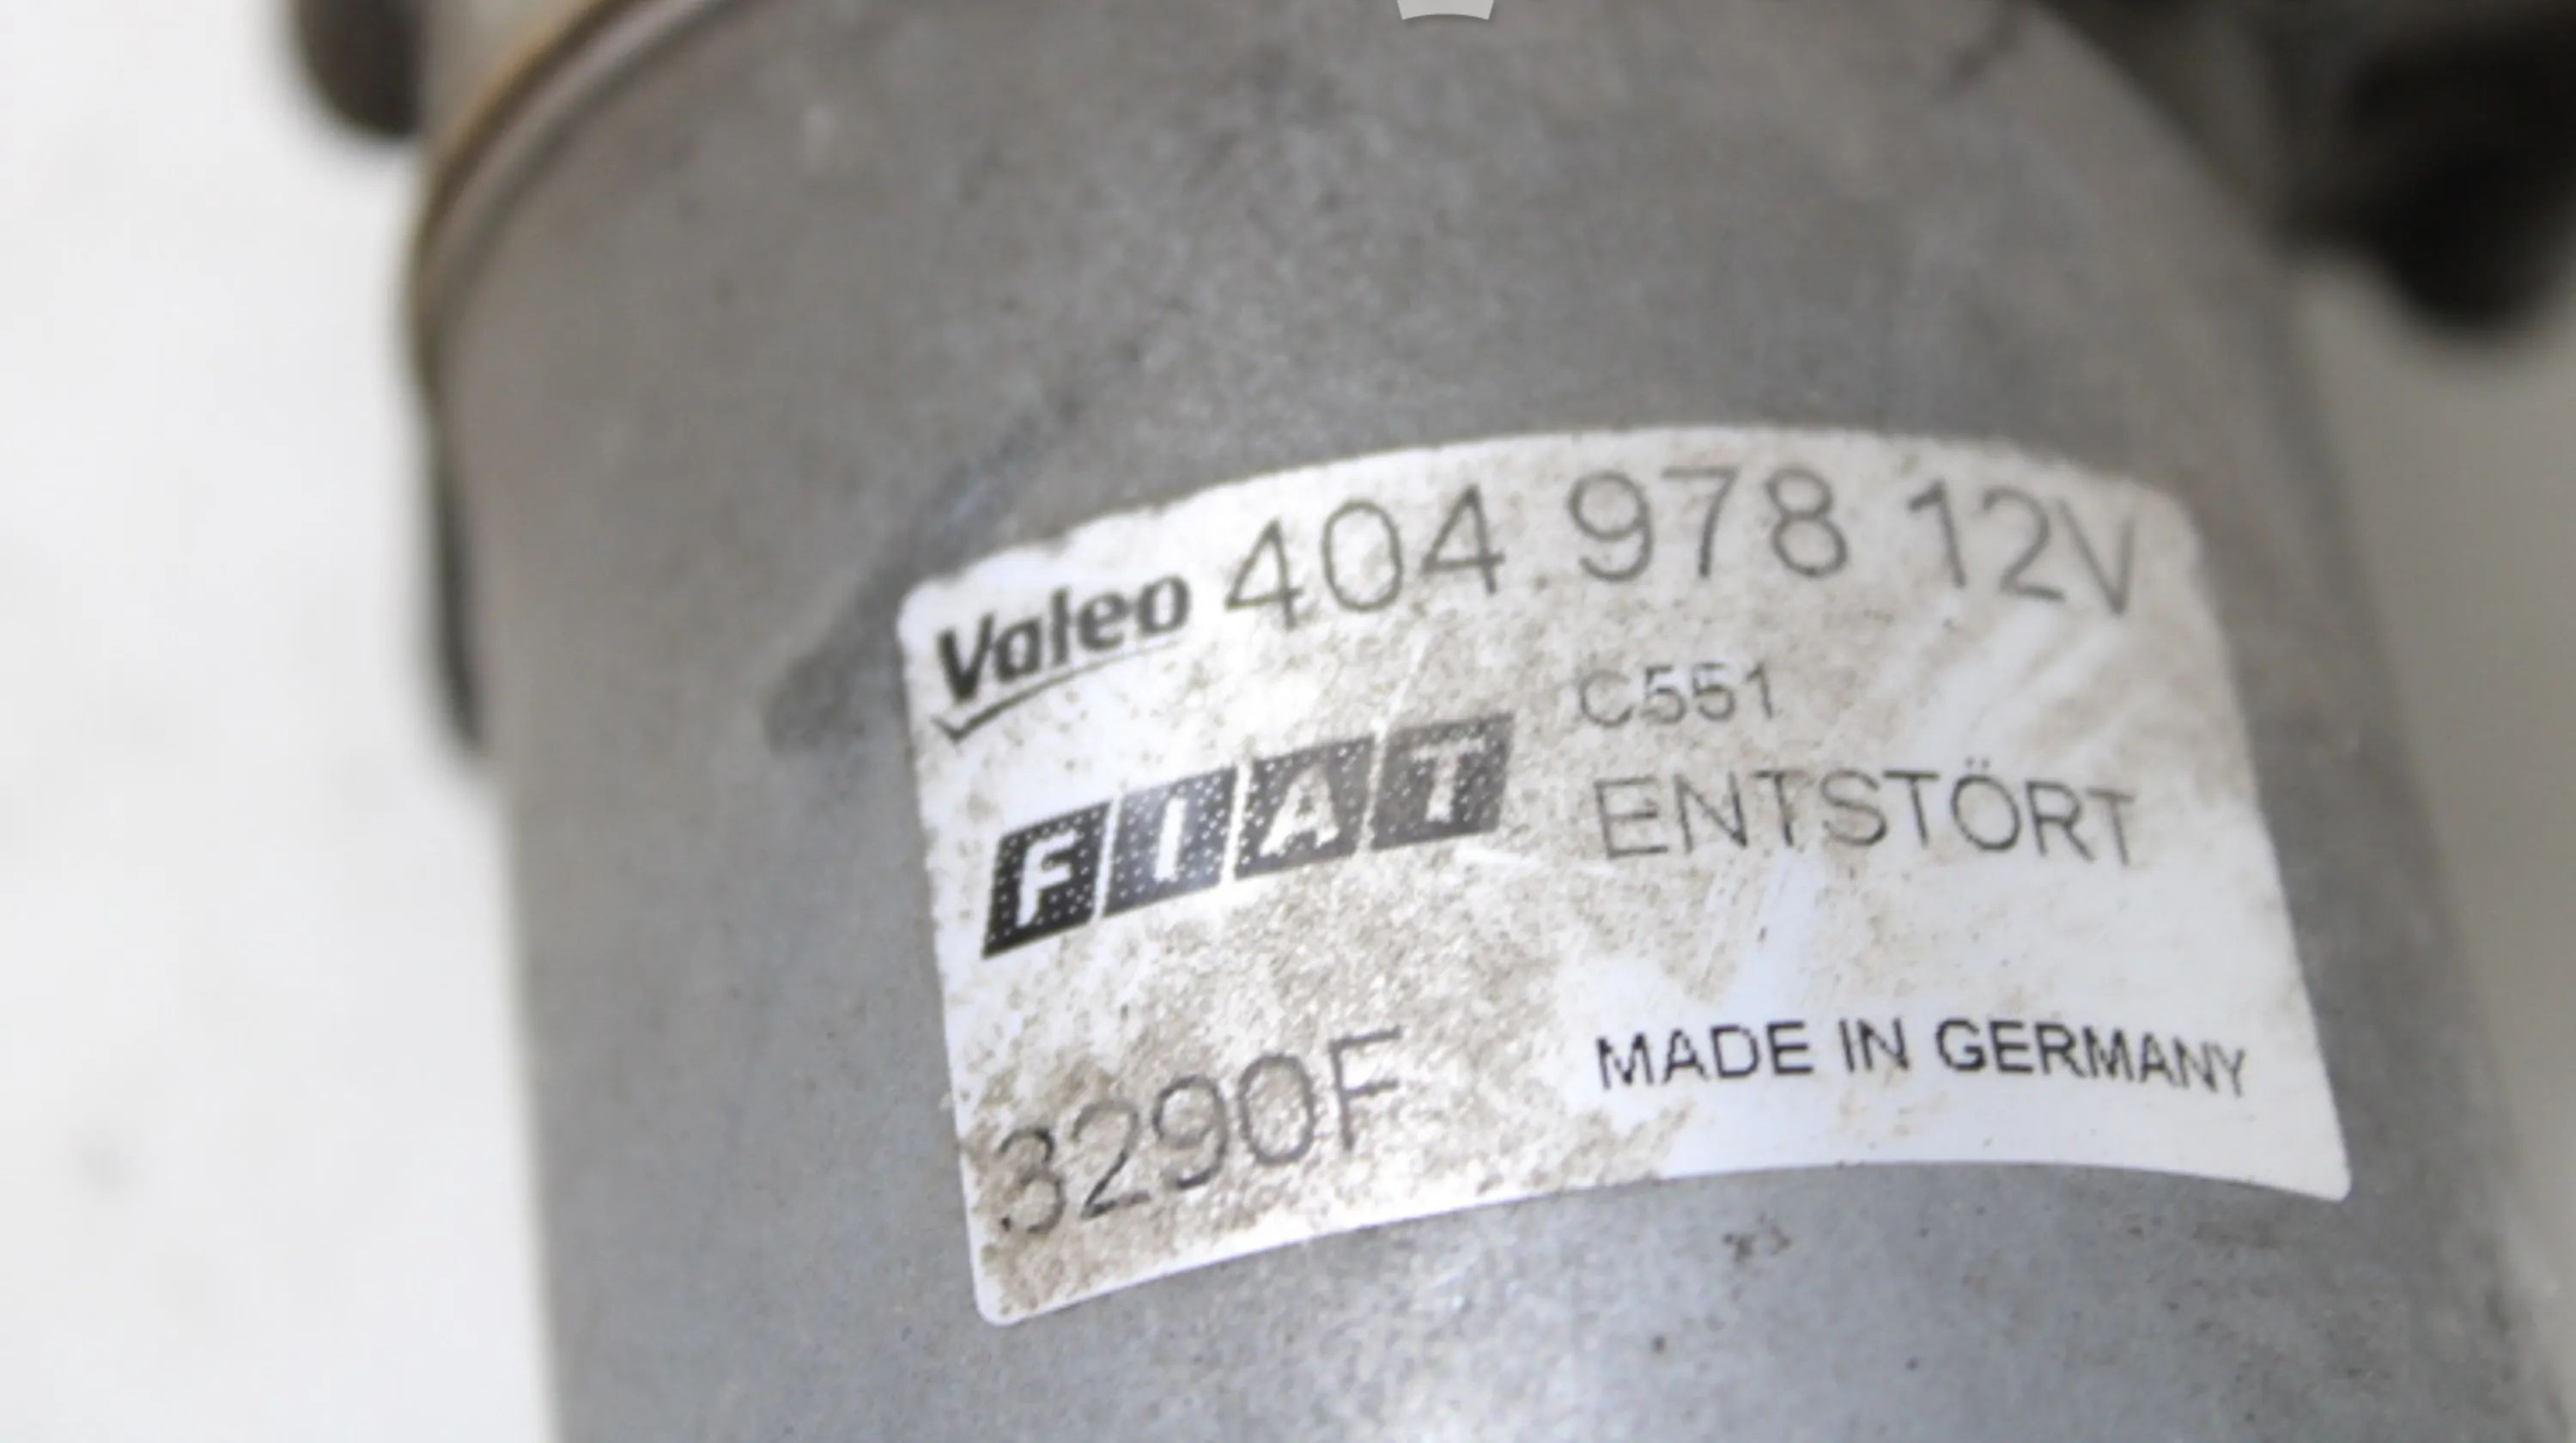 Valeo 404 978 12V
C551
FIAT ENTSTÖRT
3290F MADE IN GERMANY